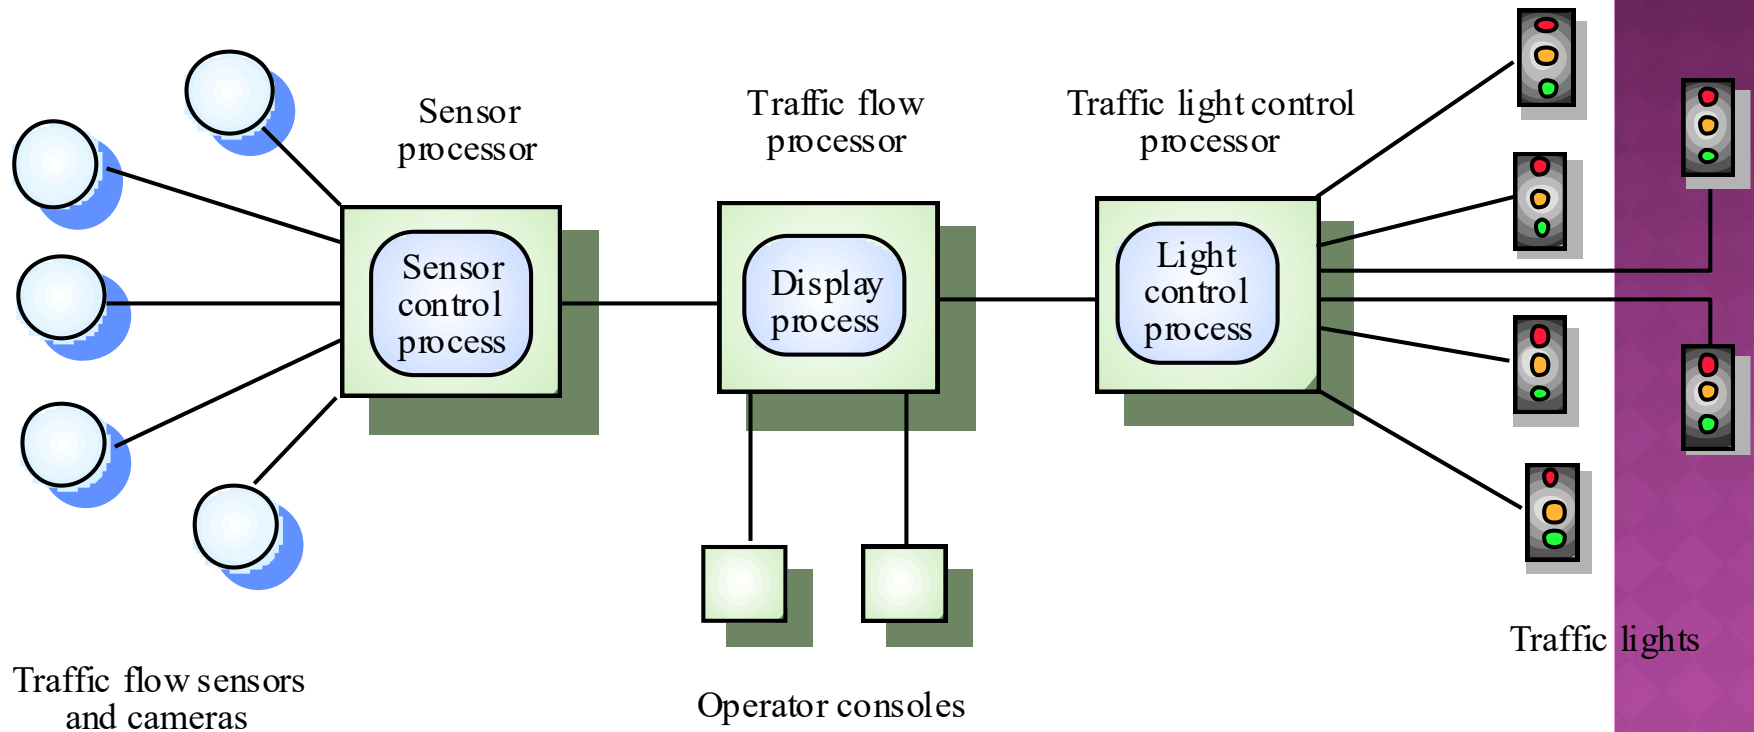 Sensor
processor
Traffic flow
processor
Traffic light control
processor
Sensor
control
process
Display
process
Light
control
process
Traffic flow sensors
and cameras
Operator consoles
Traffic lights